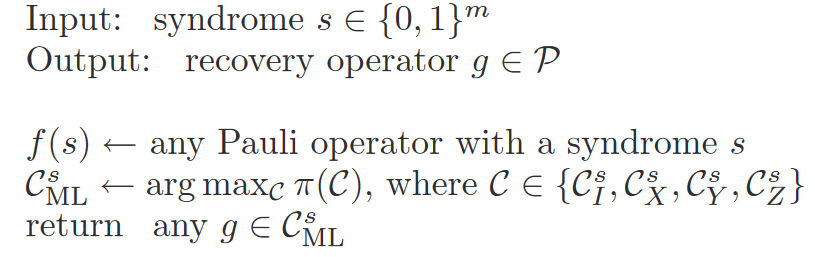 Input: syndrome s ∈ {0, 1}^m
Output: recovery operator g ∈ 𝒫
f(s) ← any Pauli operator with a syndrome s
𝒞^s_ML ← arg max_𝒞 π(𝒞), where 𝒞 ∈ {𝒞^s_I, 𝒞^s_X, 𝒞^s_Y, 𝒞^s_Z}
return any g ∈ 𝒞^s_ML